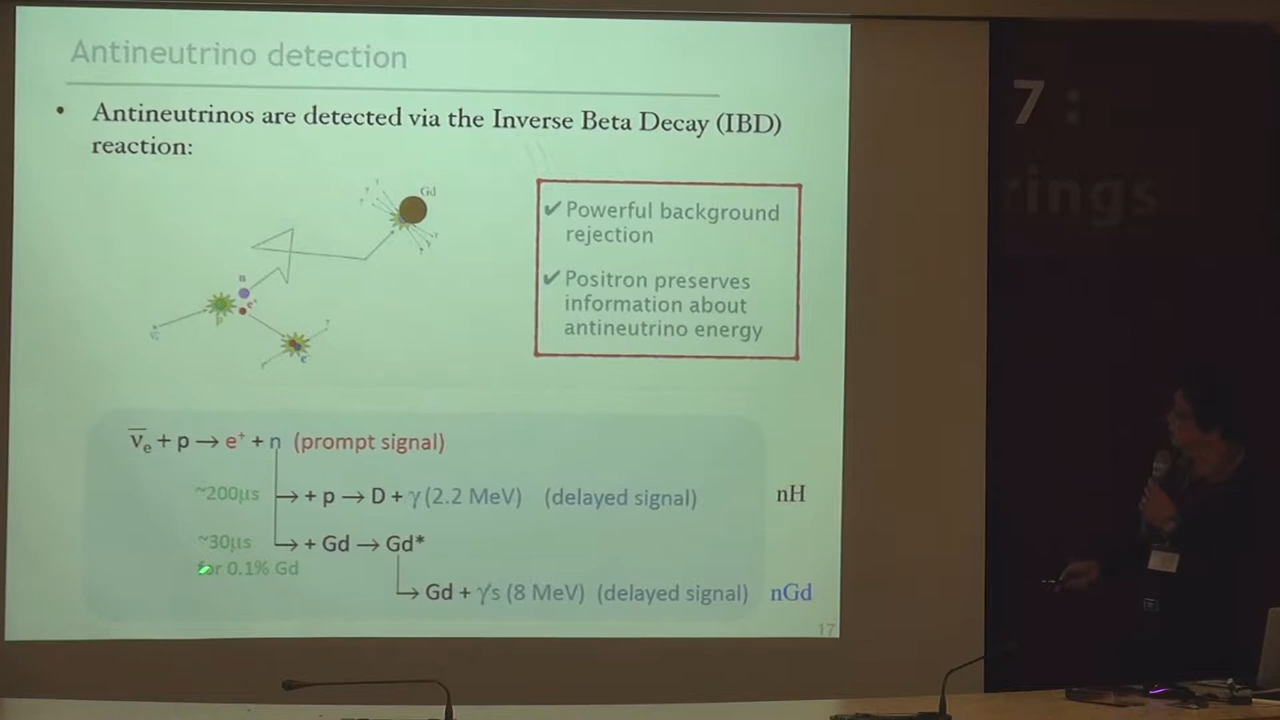 Antineutrino detection
• Antineutrinos are detected via the Inverse Beta Decay (IBD)
reaction:
Gd
n
e⁺
p
✔ Powerful background
rejection
✔ Positron preserves
information about
antineutrino energy
ν̅ₑ + p → e⁺ + n (prompt signal)
~200μs → + p → D + γ (2.2 MeV) (delayed signal) nH
~30μs → + Gd → Gd*
for 0.1% Gd
→ Gd + γ's (8 MeV) (delayed signal) nGd
17
7 :
rings